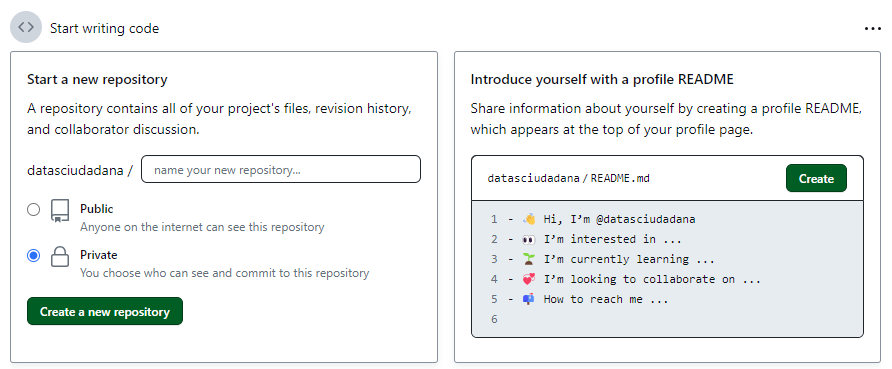 Start writing code
Start a new repository
A repository contains all of your project's files, revision history,
and collaborator discussion.
datasciudadana /
name your new repository...
Public
Anyone on the internet can see this repository
Private
You choose who can see and commit to this repository
Create a new repository
Introduce yourself with a profile README
Share information about yourself by creating a profile README,
which appears at the top of your profile page.
datasciudadana / README.md
Create
1 - 👋 Hi, I’m @datasciudadana
2 - 👀 I’m interested in ...
3 - 🌱 I’m currently learning ...
4 - 💞️ I’m looking to collaborate on ...
5 - 📫 How to reach me ...
6